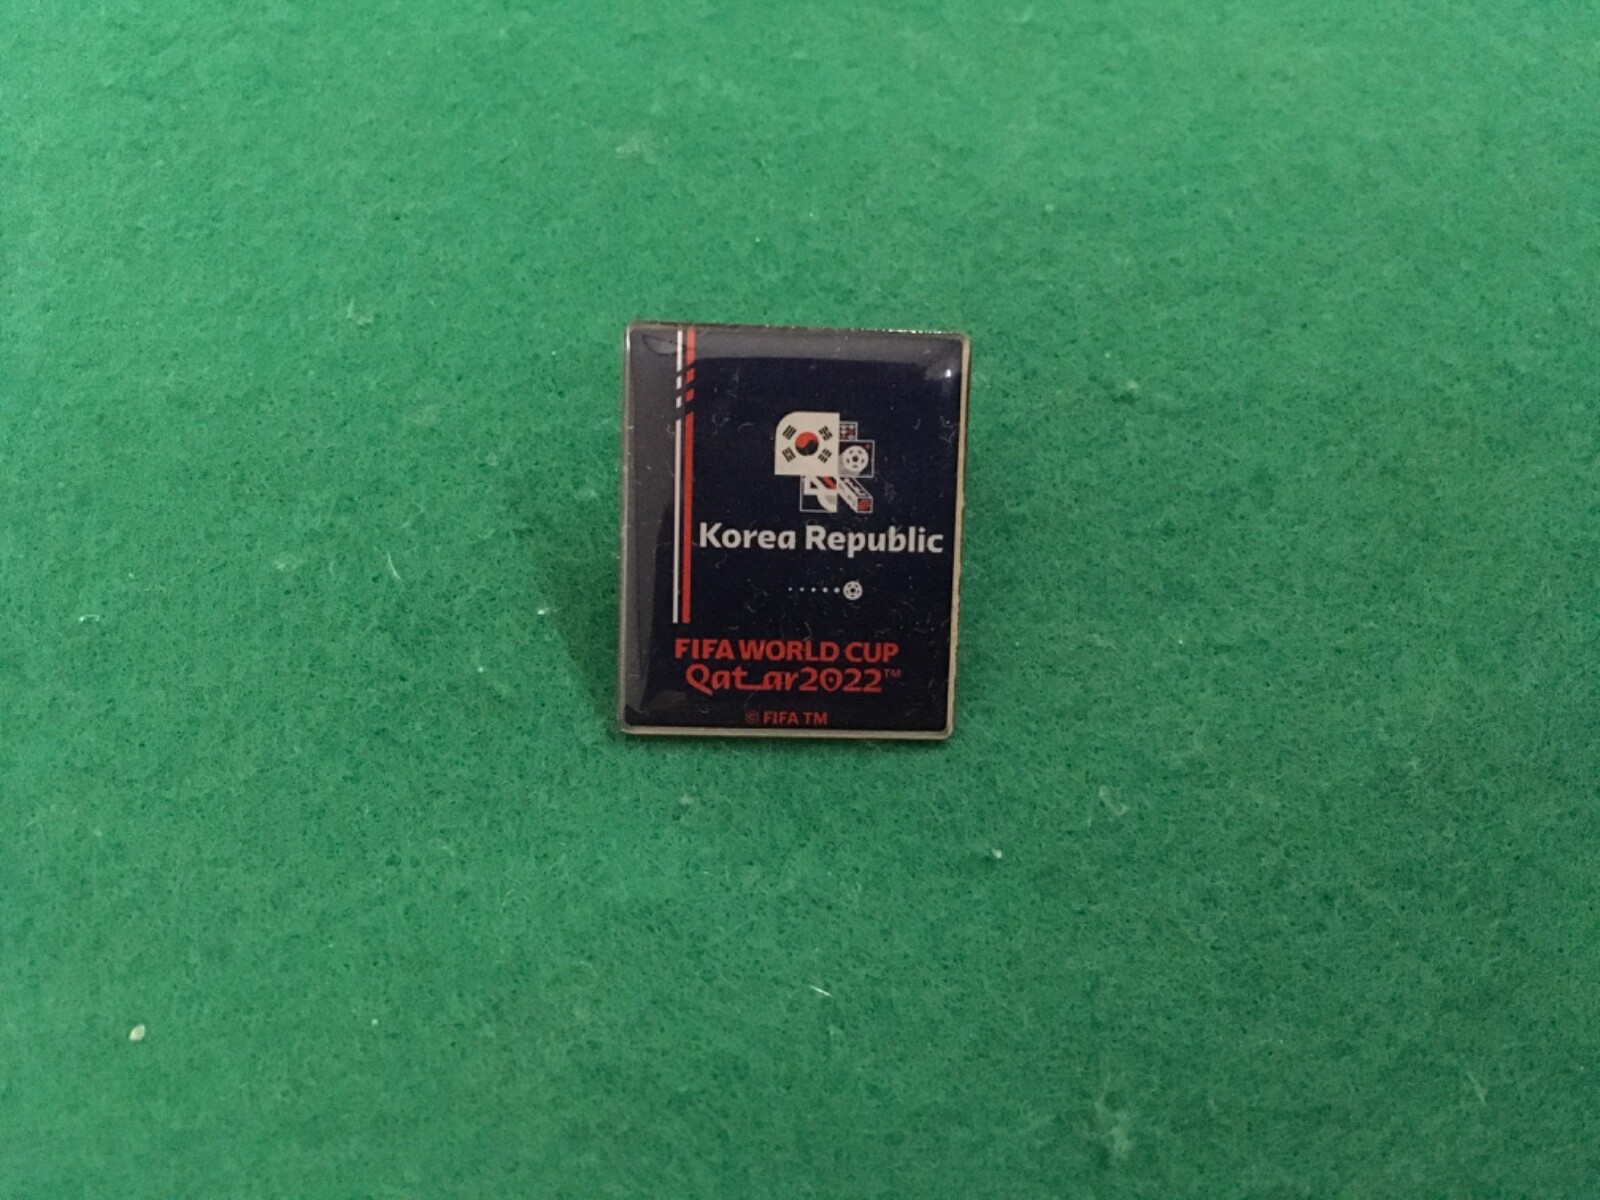 Korea Republic
FIFA WORLD CUP
Qatar2022™
© FIFA TM